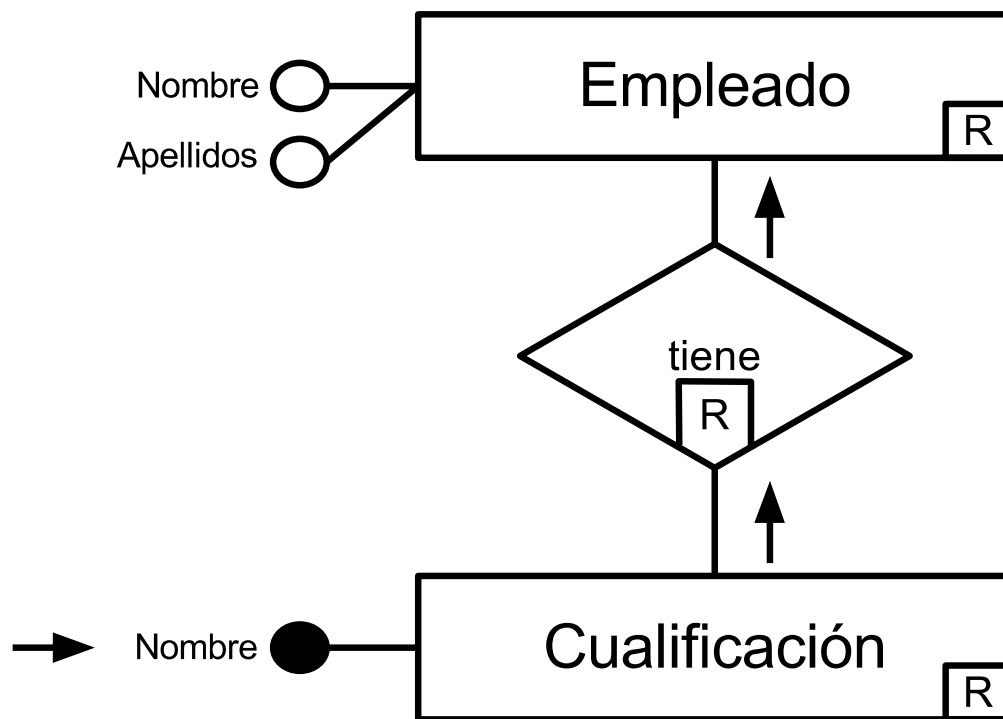 Nombre
Empleado
Apellidos
R
tiene
R
Nombre
Cualificación
R